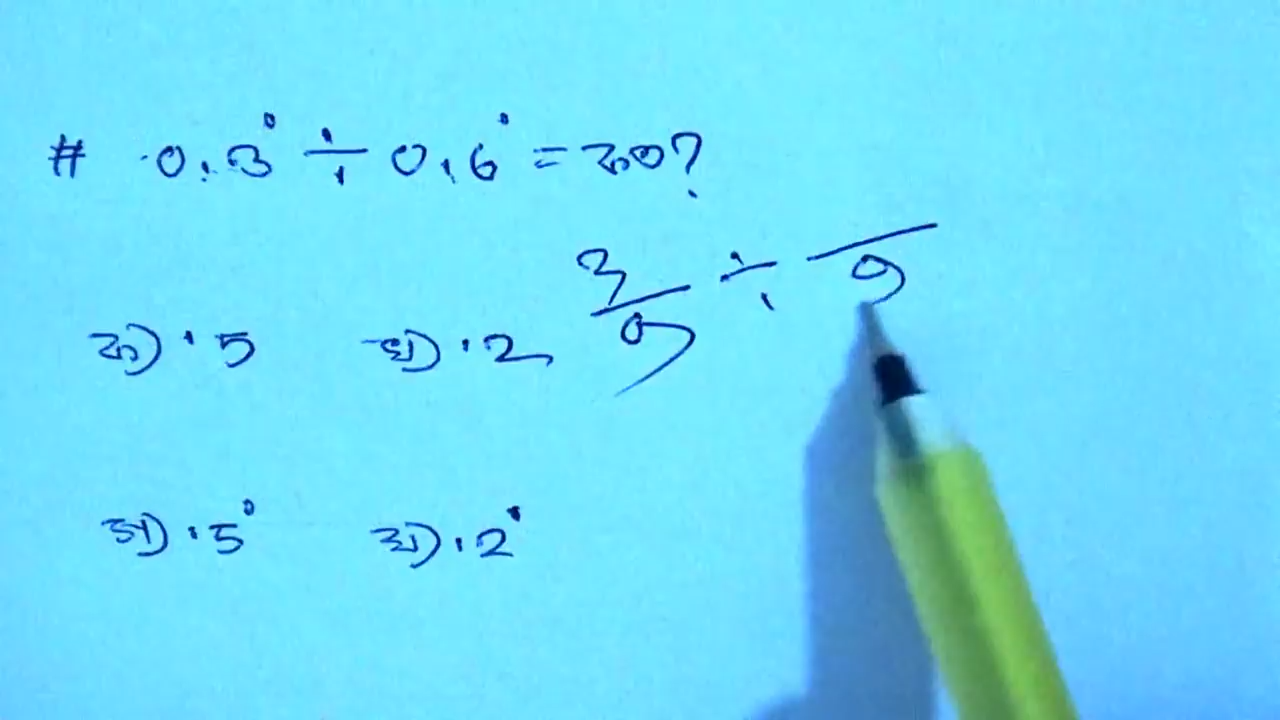 # 0.3̇ ÷ 0.6̇ = কত?
3/9 ÷ /9
ক) .5 খ) .2
গ) .5̇ ঘ) .2̇